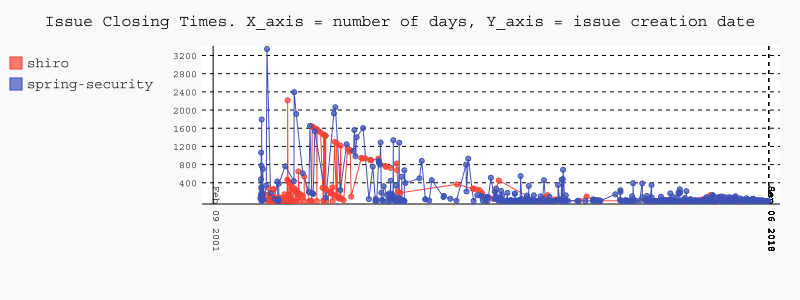 Issue Closing Times. X_axis = number of days, Y_axis = issue creation date
shiro
spring-security
3200
2800
2400
2000
1600
1200
800
400
Feb 09 2001
Sep 06 2018